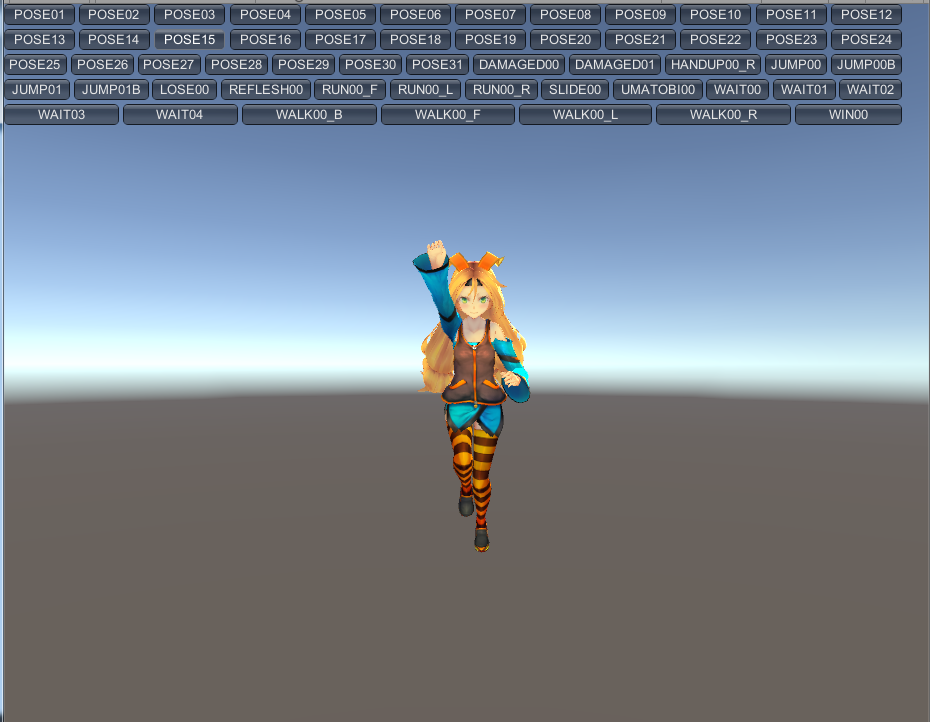 POSE01 POSE02 POSE03 POSE04 POSE05 POSE06 POSE07 POSE08 POSE09 POSE10 POSE11 POSE12
POSE13 POSE14 POSE15 POSE16 POSE17 POSE18 POSE19 POSE20 POSE21 POSE22 POSE23 POSE24
POSE25 POSE26 POSE27 POSE28 POSE29 POSE30 POSE31 DAMAGED00 DAMAGED01 HANDUP00_R JUMP00 JUMP00B
JUMP01 JUMP01B LOSE00 REFLESH00 RUN00_F RUN00_L RUN00_R SLIDE00 UMATOBI00 WAIT00 WAIT01 WAIT02
WAIT03 WAIT04 WALK00_B WALK00_F WALK00_L WALK00_R WIN00